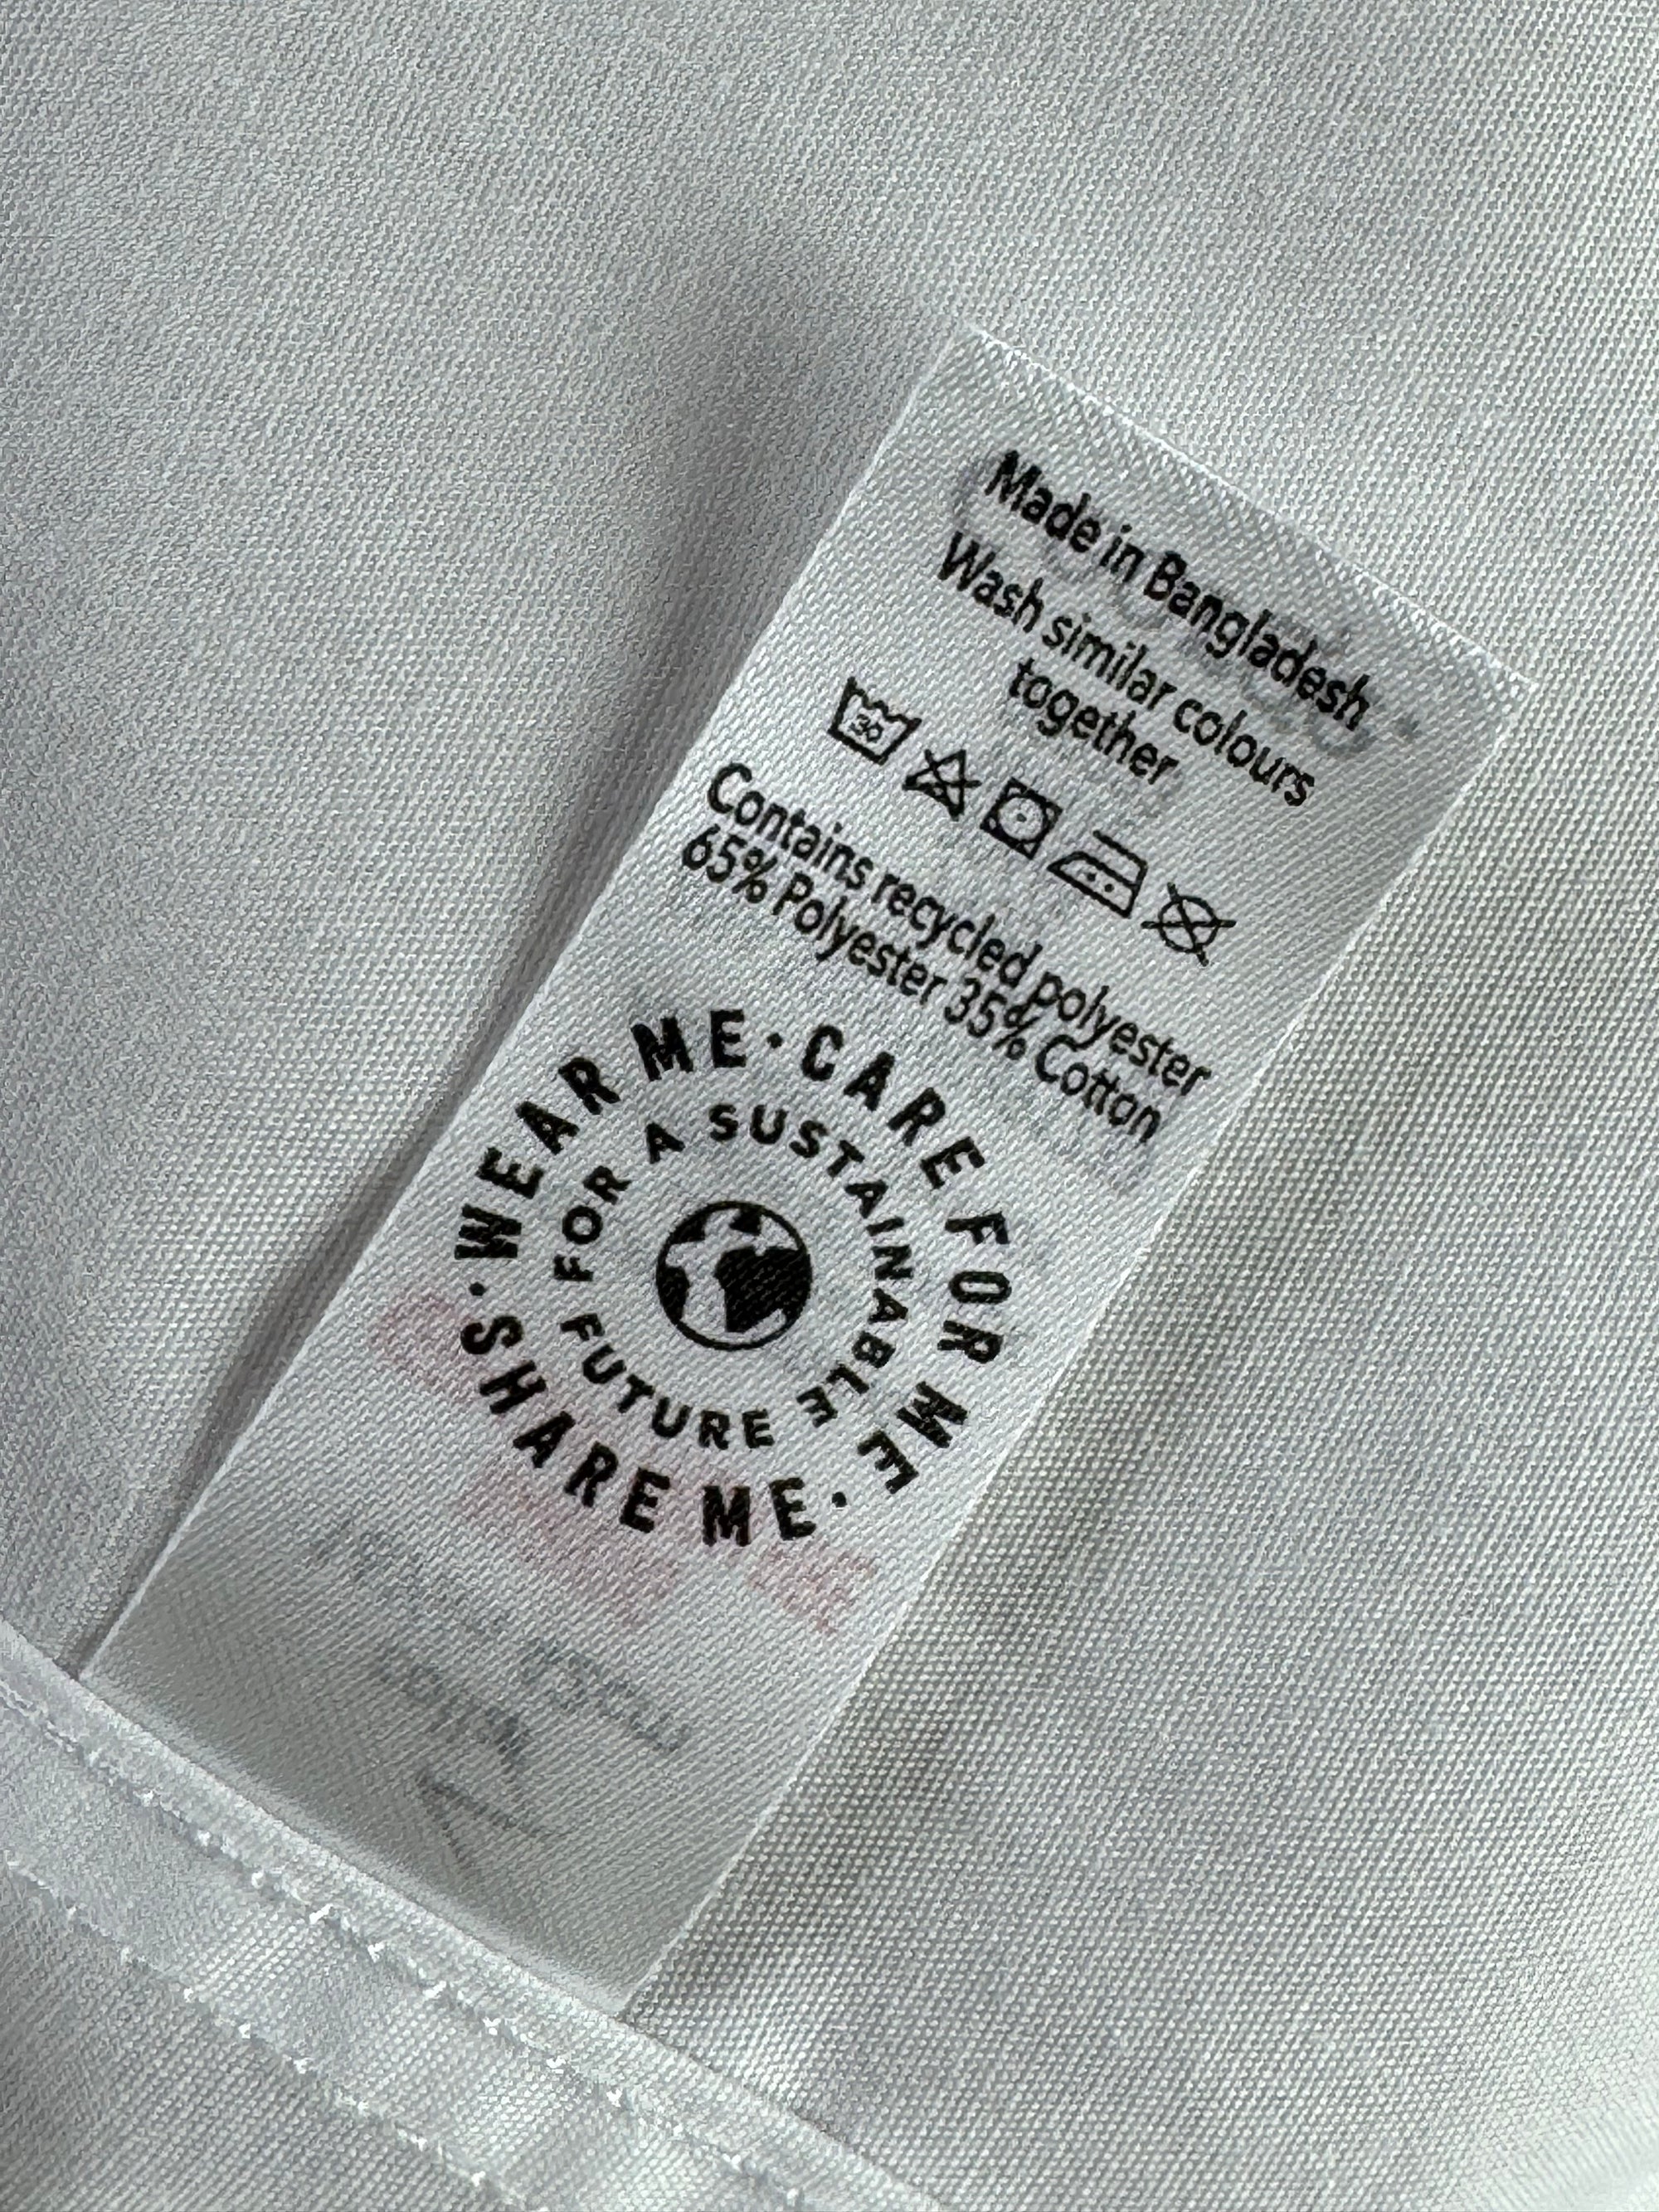 Made in Bangladesh
Wash similar colours
together
30
Contains recycled polyester
65% Polyester 35% Cotton
WEAR ME · CARE FOR ME · SHARE ME ·
FOR A SUSTAINABLE FUTURE